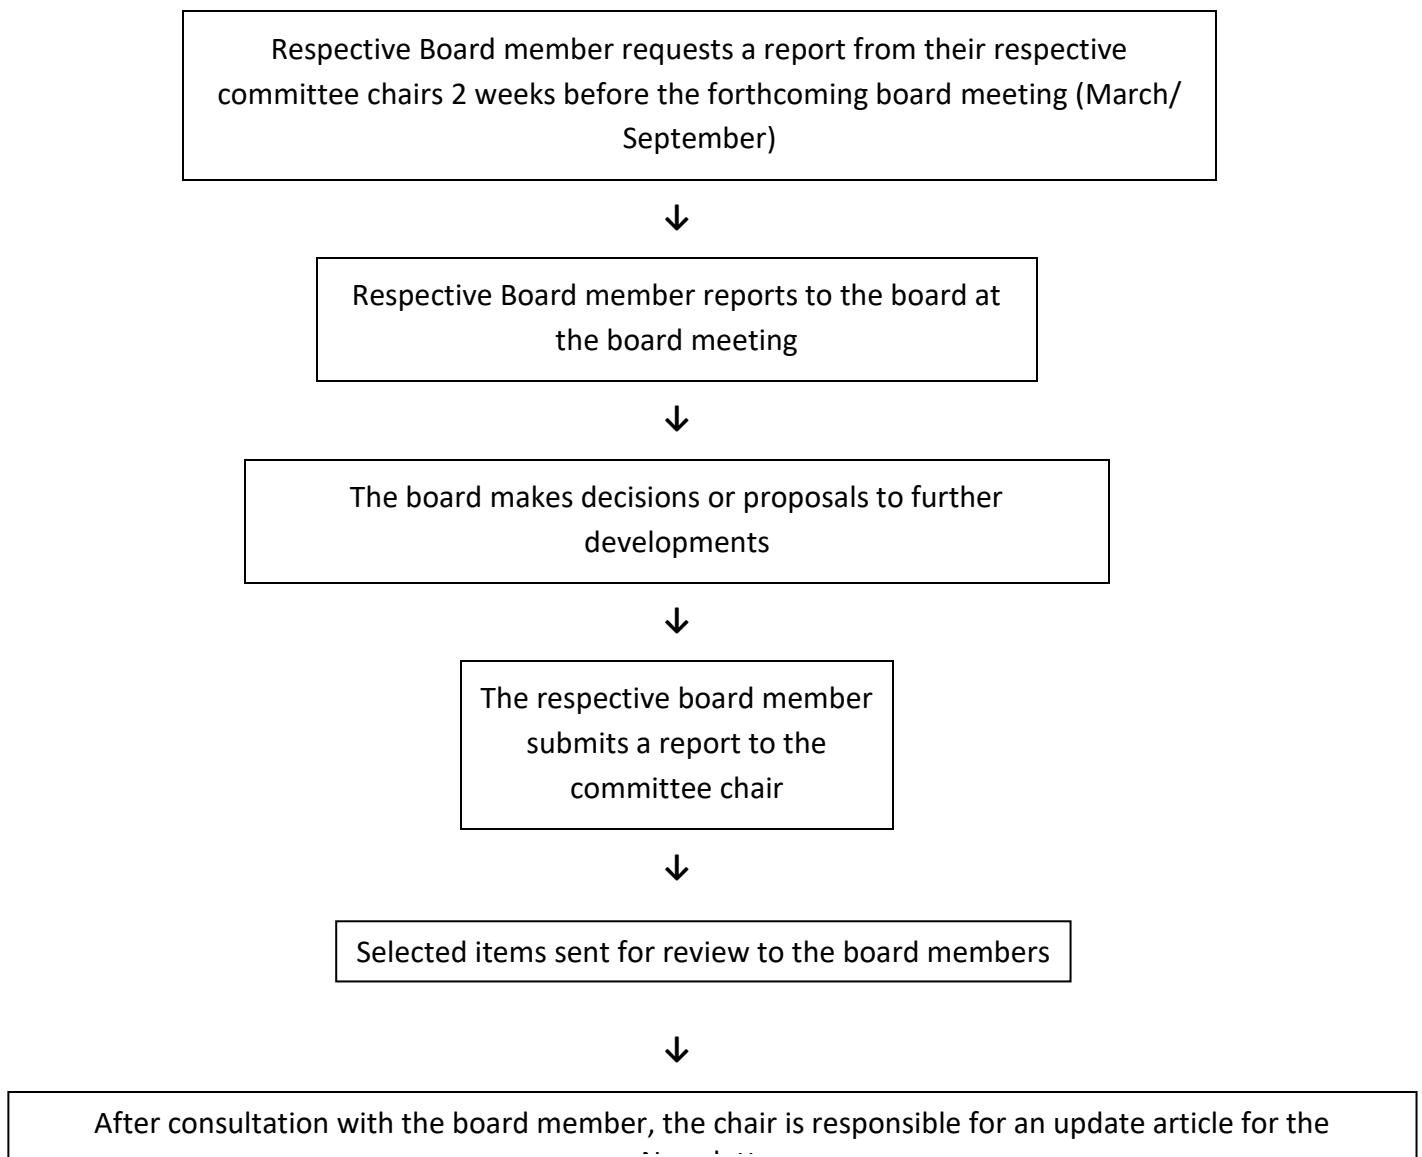 Respective Board member requests a report from their respective
committee chairs 2 weeks before the forthcoming board meeting (March/
September)
↓
Respective Board member reports to the board at
the board meeting
↓
The board makes decisions or proposals to further
developments
↓
The respective board member
submits a report to the
committee chair
↓
Selected items sent for review to the board members
↓
After consultation with the board member, the chair is responsible for an update article for the